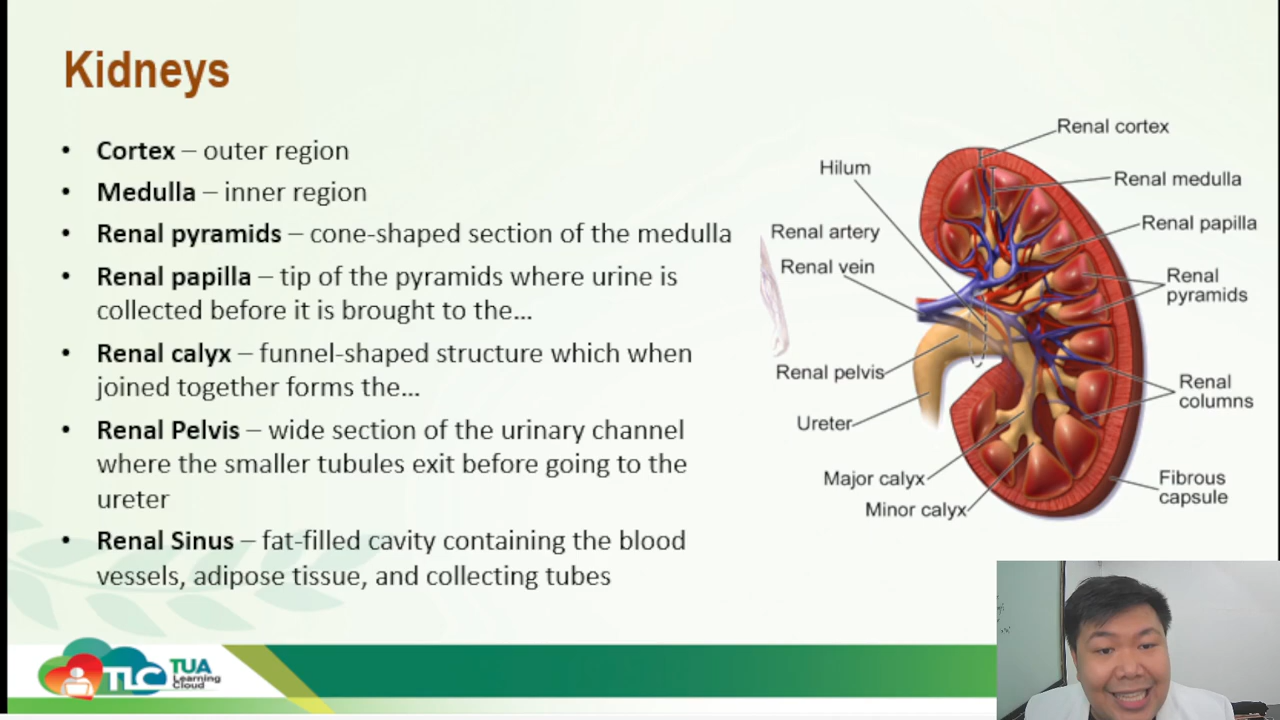 Kidneys
• Cortex – outer region
• Medulla – inner region
• Renal pyramids – cone-shaped section of the medulla
• Renal papilla – tip of the pyramids where urine is
collected before it is brought to the…
• Renal calyx – funnel-shaped structure which when
joined together forms the…
• Renal Pelvis – wide section of the urinary channel
where the smaller tubules exit before going to the
ureter
• Renal Sinus – fat-filled cavity containing the blood
vessels, adipose tissue, and collecting tubes
Renal cortex
Hilum
Renal medulla
Renal papilla
Renal artery
Renal vein
Renal
pyramids
Renal pelvis
Renal
columns
Ureter
Major calyx
Fibrous
capsule
Minor calyx
TLC
TUA
Learning
Cloud